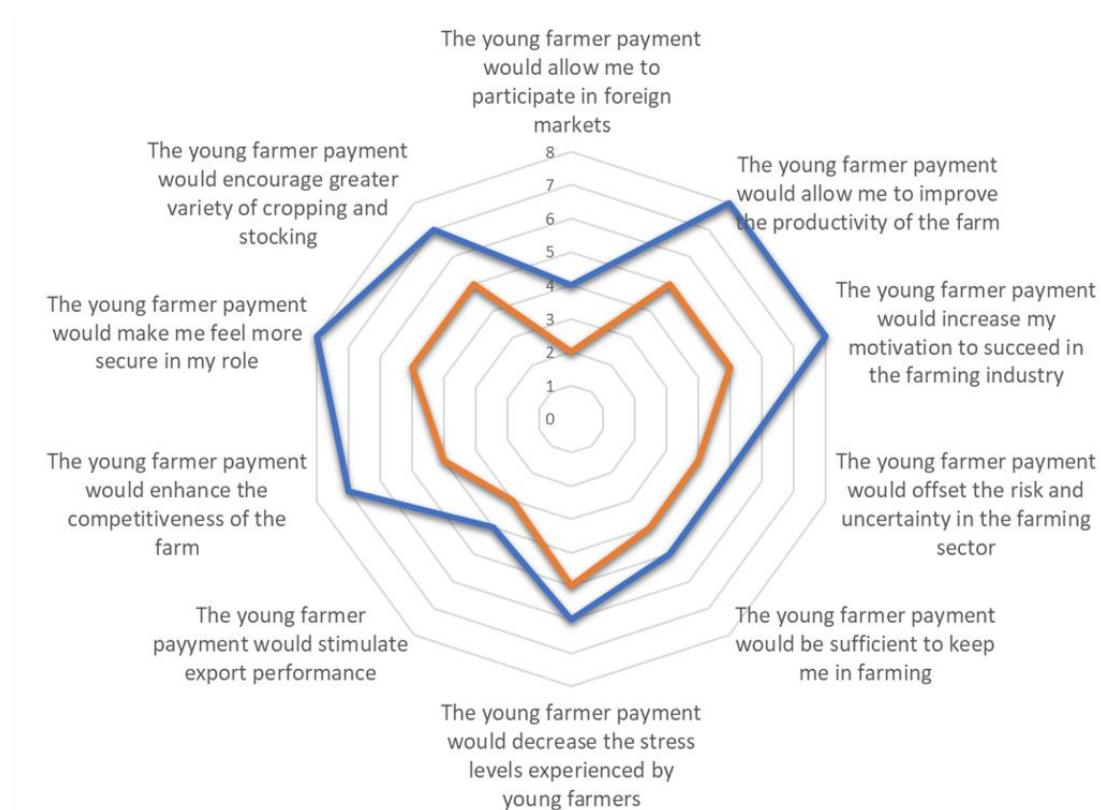 The young farmer payment
would allow me to
participate in foreign
markets
The young farmer payment
would allow me to improve
the productivity of the farm
The young farmer payment
would increase my
motivation to succeed in
the farming industry
The young farmer payment
would offset the risk and
uncertainty in the farming
sector
The young farmer payment
would be sufficient to keep
me in farming
The young farmer payment
would decrease the stress
levels experienced by
young farmers
The young farmer
payyment would stimulate
export performance
The young farmer payment
would enhance the
competitiveness of the
farm
The young farmer payment
would make me feel more
secure in my role
The young farmer payment
would encourage greater
variety of cropping and
stocking
8
7
6
5
4
3
2
1
0